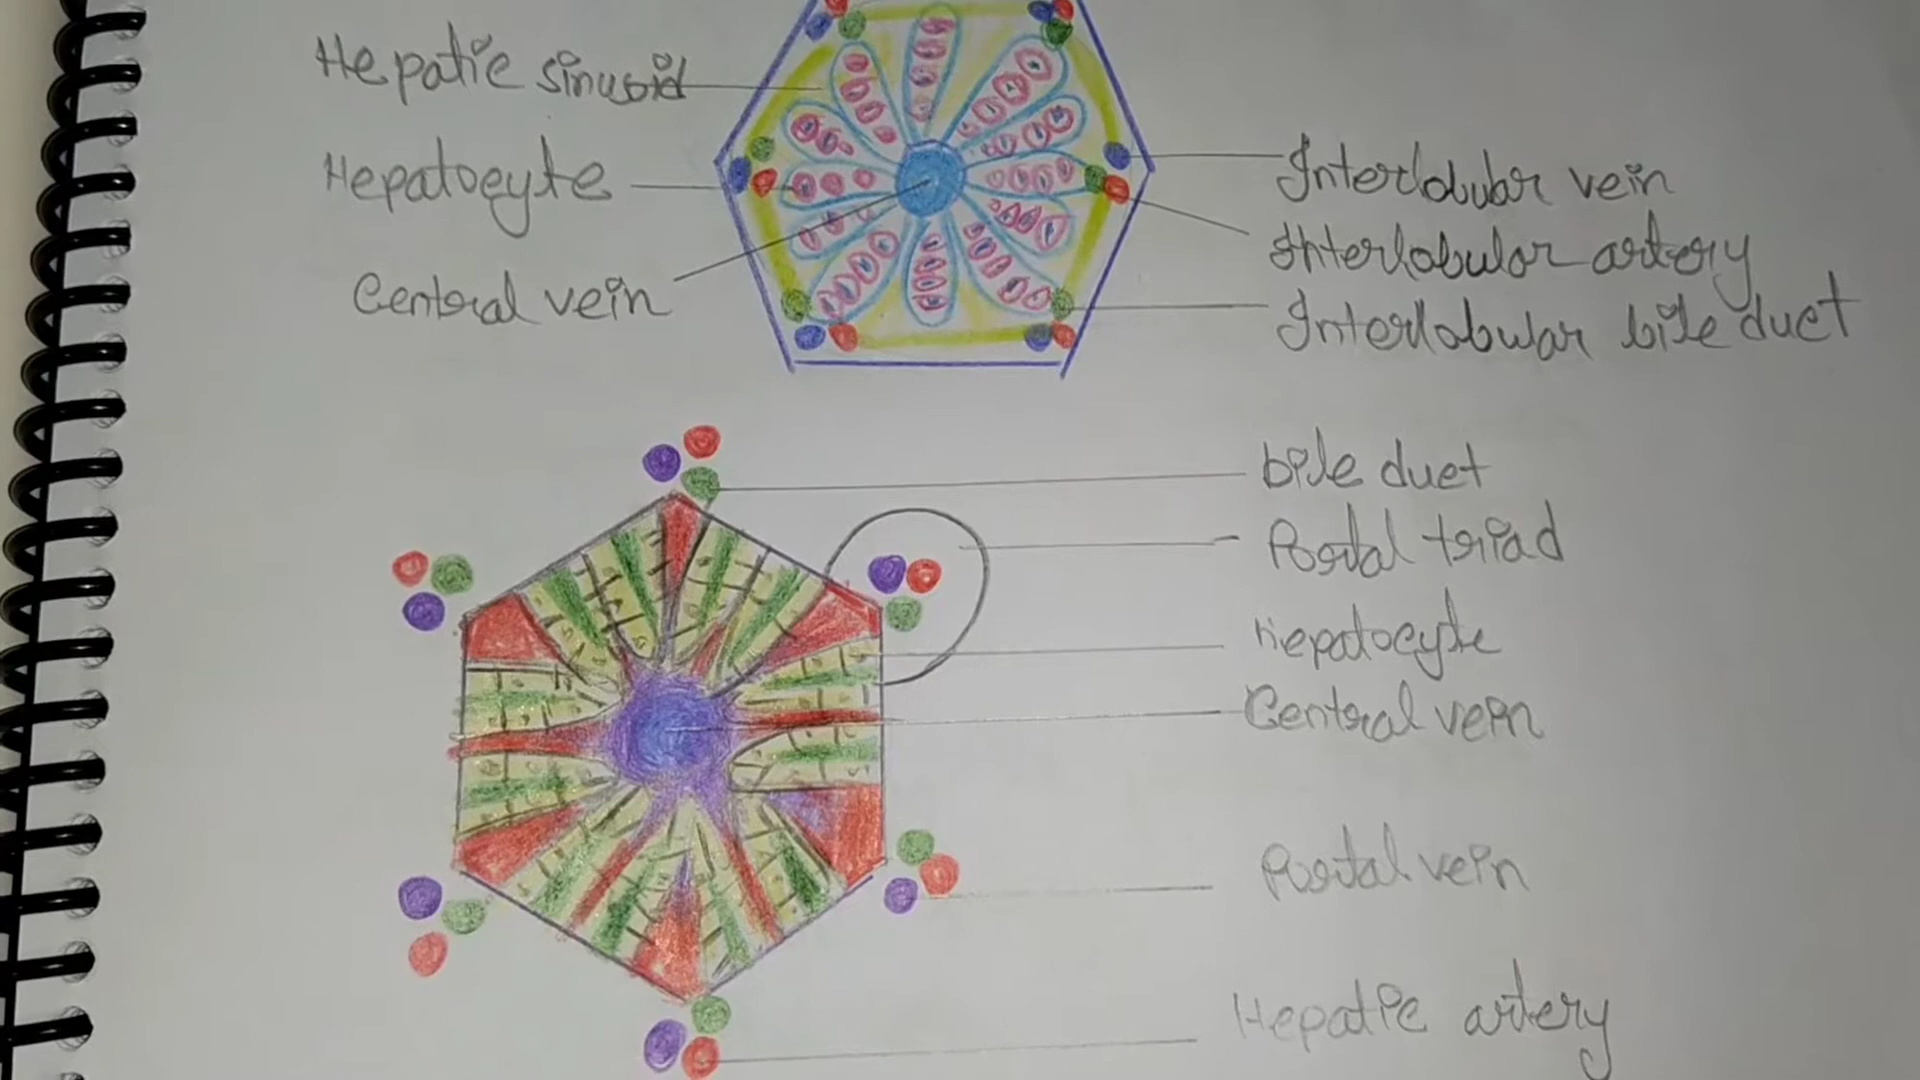 Hepatic sinusoid
Hepatocyte
Central vein
Interlobular vein
Interlobular artery
Interlobular bile duct
bile duct
Portal triad
Hepatocyte
Central vein
Portal vein
Hepatic artery